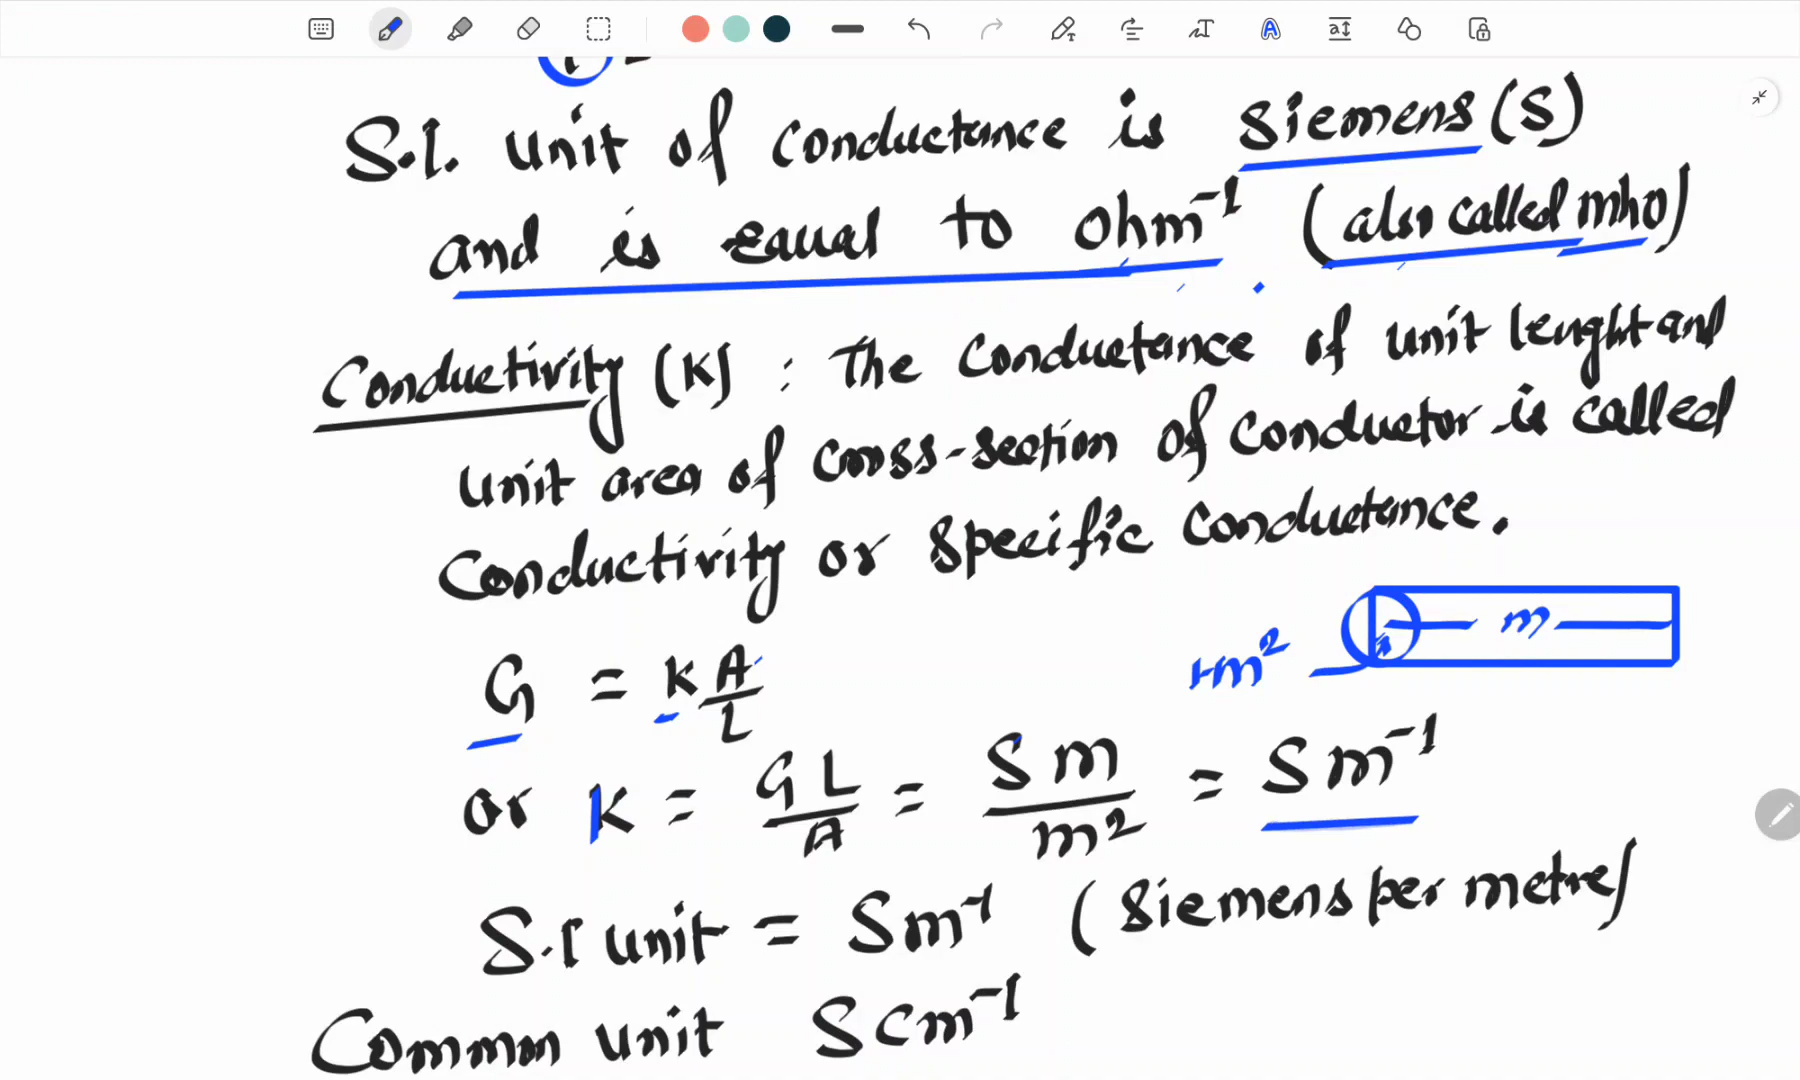 S.I. unit of conductance is Siemens (S)
and is equal to ohm⁻¹ (also called mho)
Conductivity (K) : The conductance of unit lenght and
unit area of cross-section of conductor is called
conductivity or specific conductance.
m
1m²
G = K A/L
or K = GL/A = S m/m² = S m⁻¹
S.I unit = Sm⁻¹ (Siemens per metre)
Common unit S cm⁻¹